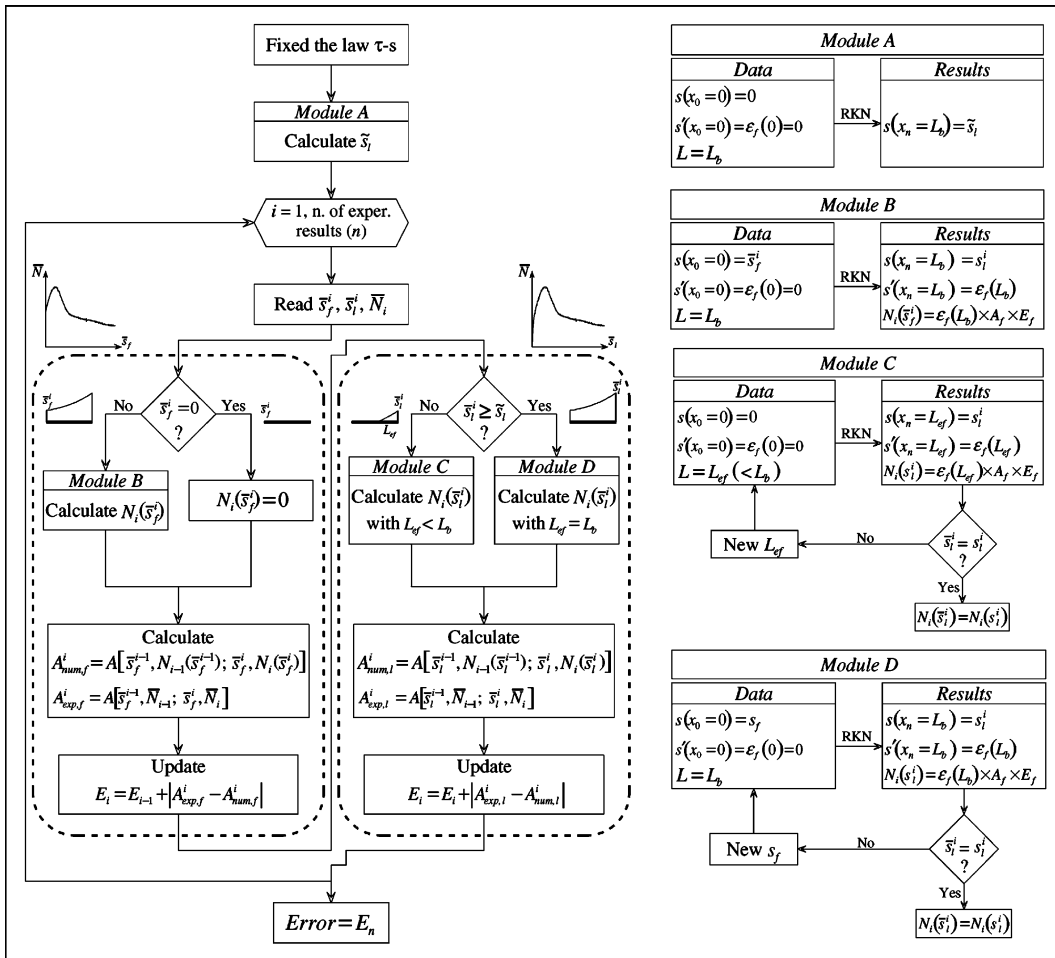 Fixed the law τ-s
Module A
Calculate s̃_l
i = 1, n. of exper.
results (n)
Read s̄_f^i, s̄_l^i, N̄_i
N̄
s̄_f
N̄
s̄_l
s̄_f^i
No
s̄_f^i = 0
?
Yes
s̄_f^i
Module B
Calculate N_i(s̄_f^i)
N_i(s̄_f^i) = 0
Calculate
A_num,f^i = A[s̄_f^i-1, N_i-1(s̄_f^i-1); s̄_f^i, N_i(s̄_f^i)]
A_exp,f^i = A[s̄_f^i-1, N̄_i-1; s̄_f^i, N̄_i]
Update
E_i = E_i-1 + |A_exp,f^i − A_num,f^i|
s̄_l^i
L_ef
No
s̄_l^i ≥ s̃_l
?
Yes
s̄_l^i
Module C
Calculate N_i(s̄_l^i)
with L_ef < L_b
Module D
Calculate N_i(s̄_l^i)
with L_ef = L_b
Calculate
A_num,l^i = A[s̄_l^i-1, N_i-1(s̄_l^i-1); s̄_l^i, N_i(s̄_l^i)]
A_exp,l^i = A[s̄_l^i-1, N̄_i-1; s̄_l^i, N̄_i]
Update
E_i = E_i + |A_exp,l^i − A_num,l^i|
Error = E_n
Module A
Data
s(x_0 = 0) = 0
s′(x_0 = 0) = ε_f(0) = 0
L = L_b
RKN
Results
s(x_n = L_b) = s̃_l
Module B
Data
s(x_0 = 0) = s̄_f^i
s′(x_0 = 0) = ε_f(0) = 0
L = L_b
RKN
Results
s(x_n = L_b) = s_l^i
s′(x_n = L_b) = ε_f(L_b)
N_i(s̄_f^i) = ε_f(L_b) × A_f × E_f
Module C
Data
s(x_0 = 0) = 0
s′(x_0 = 0) = ε_f(0) = 0
L = L_ef (< L_b)
RKN
Results
s(x_n = L_ef) = s_l^i
s′(x_n = L_ef) = ε_f(L_ef)
N_i(s_l^i) = ε_f(L_ef) × A_f × E_f
New L_ef
No
s̄_l^i = s_l^i
?
Yes
N_i(s̄_l^i) = N_i(s_l^i)
Module D
Data
s(x_0 = 0) = s_f
s′(x_0 = 0) = ε_f(0) = 0
L = L_b
RKN
Results
s(x_n = L_b) = s_l^i
s′(x_n = L_b) = ε_f(L_b)
N_i(s_l^i) = ε_f(L_b) × A_f × E_f
New s_f
No
s̄_l^i = s_l^i
?
Yes
N_i(s̄_l^i) = N_i(s_l^i)